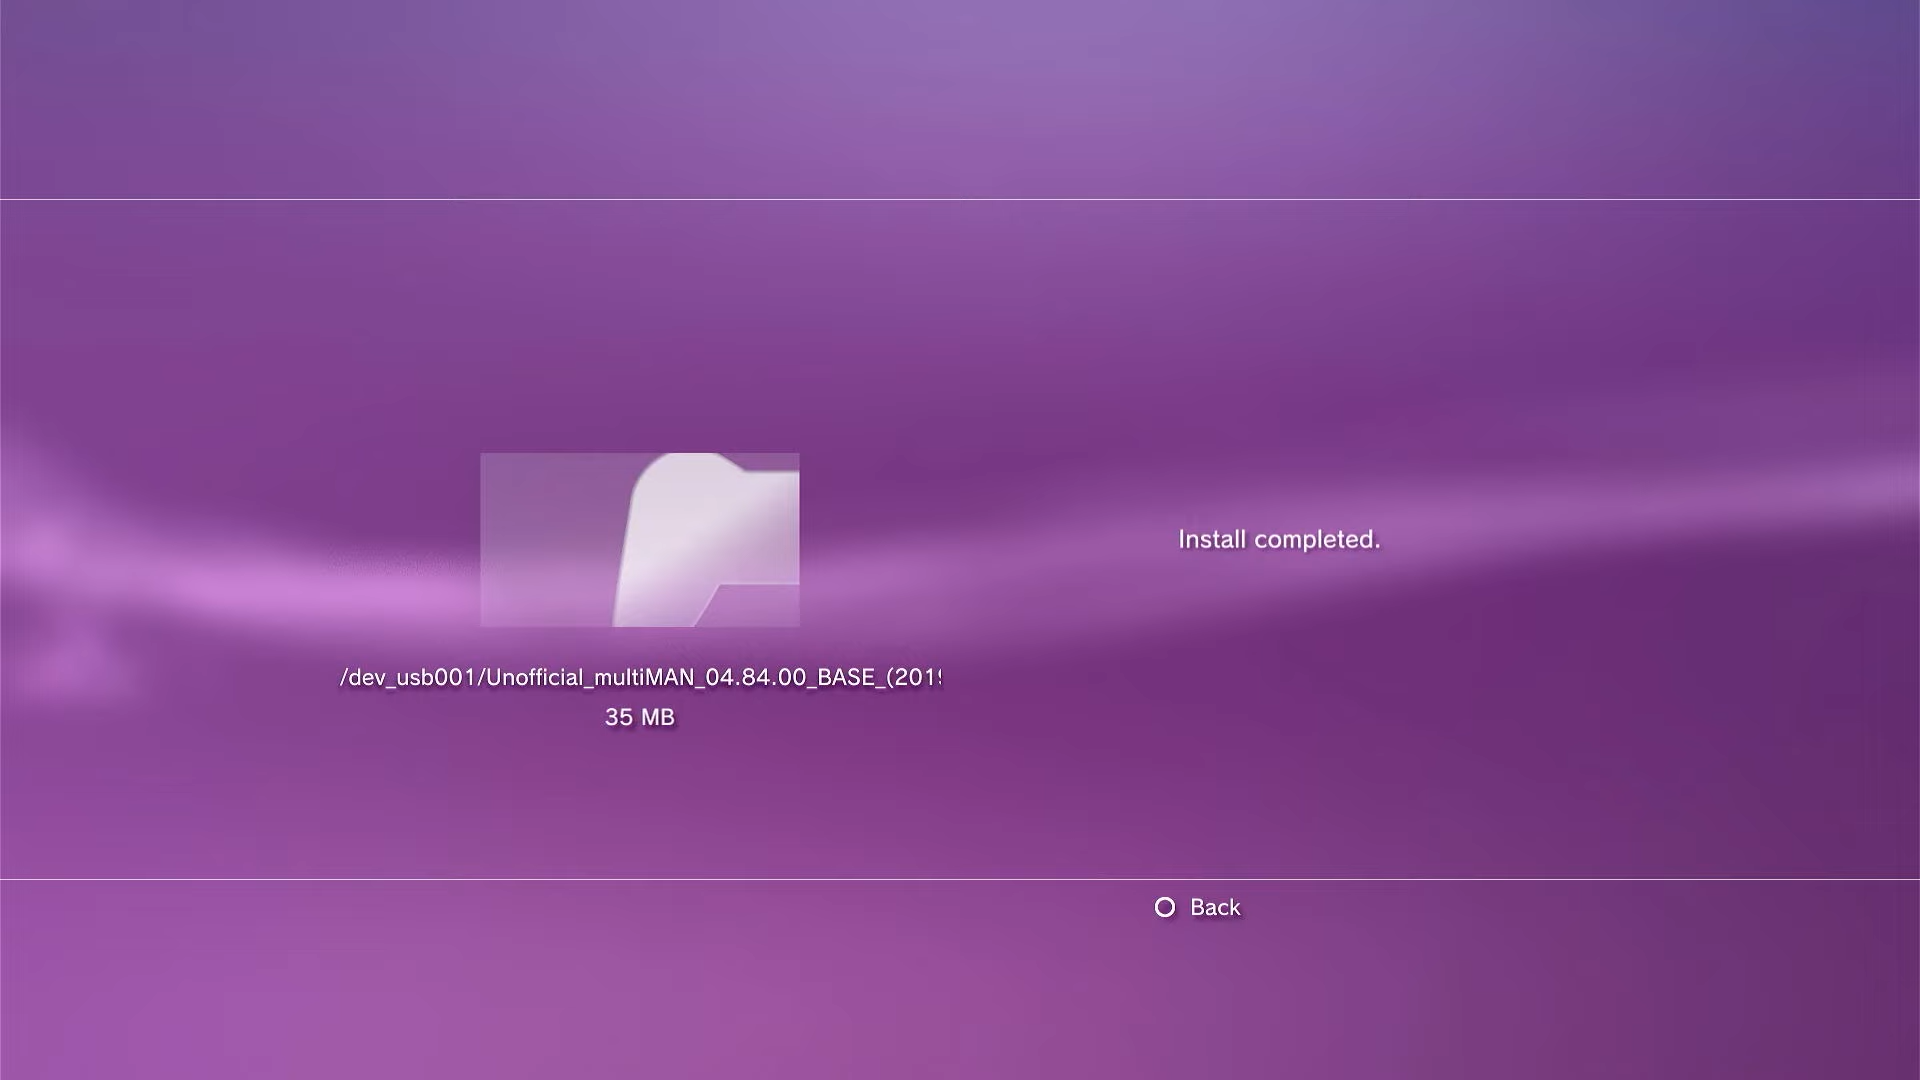 Install completed.
/dev_usb001/Unofficial_multiMAN_04.84.00_BASE_(201
35 MB
Back